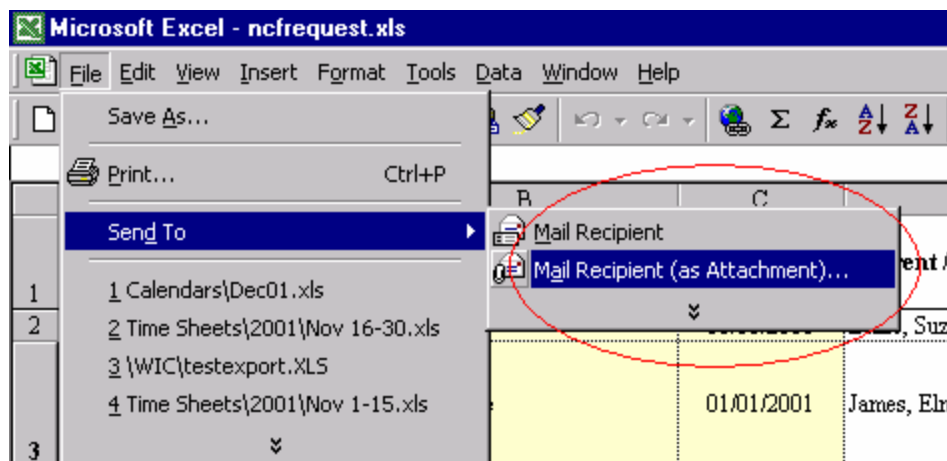 Microsoft Excel - ncfrequest.xls
File Edit View Insert Format Tools Data Window Help
Save As...
Print... Ctrl+P
B C
Send To
Mail Recipient
Mail Recipient (as Attachment)...
1
1 Calendars\Dec01.xls
2
2 Time Sheets\2001\Nov 16-30.xls
3 \WIC\testexport.XLS
4 Time Sheets\2001\Nov 1-15.xls
01/01/2001 James,
3